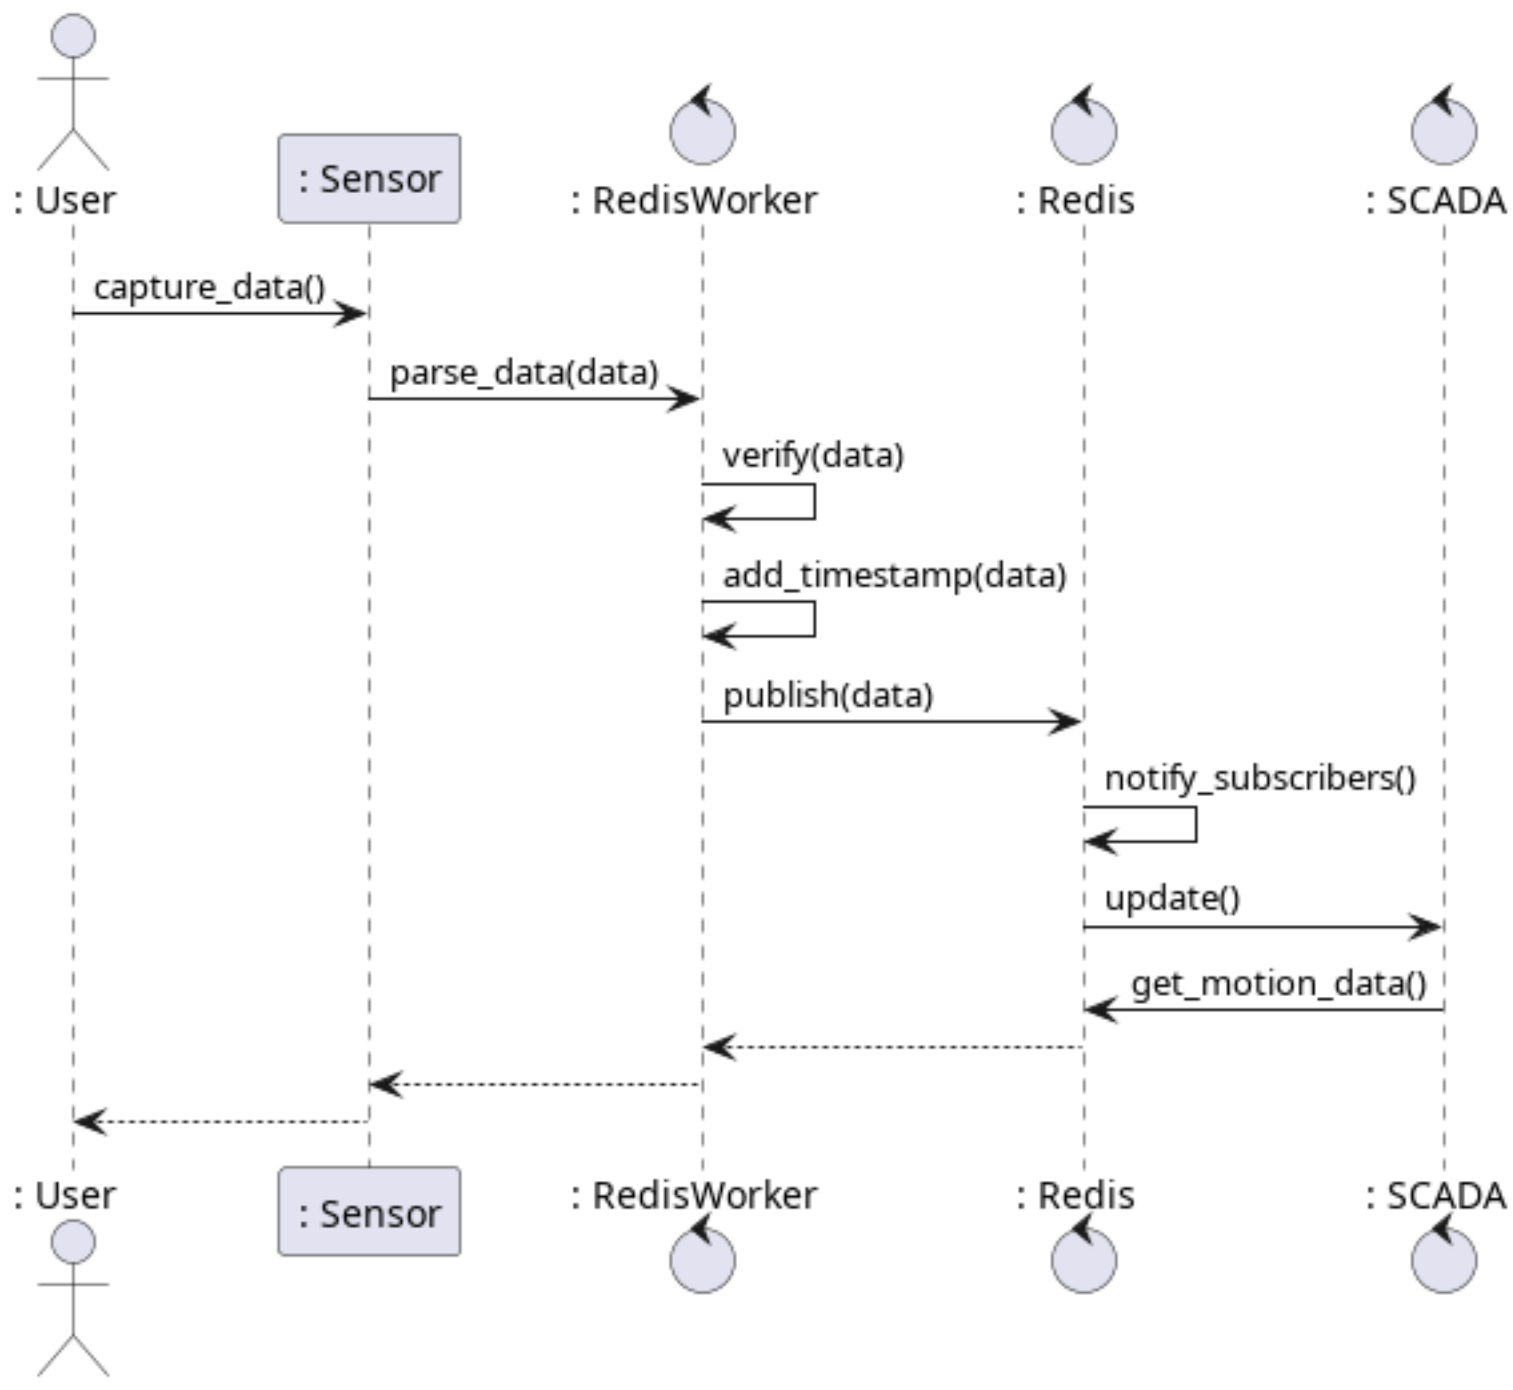 : User
: Sensor
: RedisWorker
: Redis
: SCADA
capture_data()
parse_data(data)
verify(data)
add_timestamp(data)
publish(data)
notify_subscribers()
update()
get_motion_data()
: User
: Sensor
: RedisWorker
: Redis
: SCADA